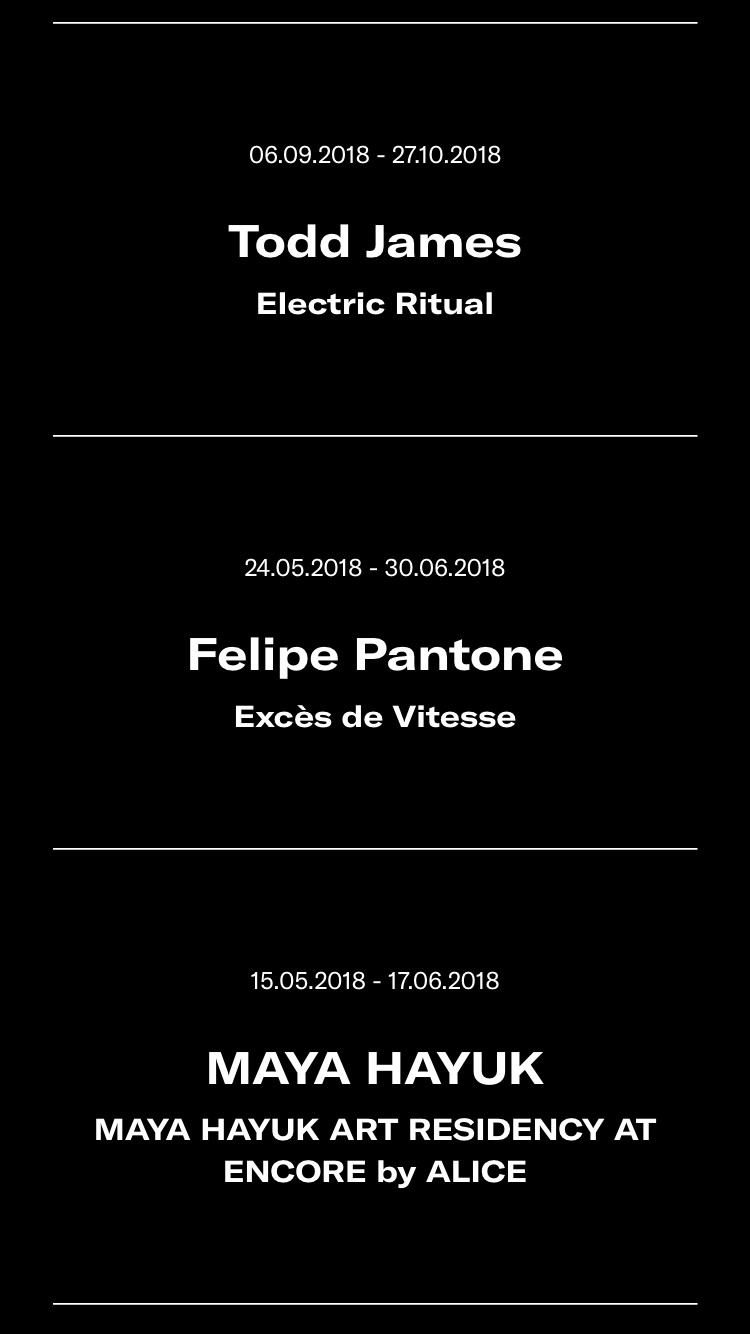 06.09.2018 - 27.10.2018
Todd James
Electric Ritual
24.05.2018 - 30.06.2018
Felipe Pantone
Excès de Vitesse
15.05.2018 - 17.06.2018
MAYA HAYUK
MAYA HAYUK ART RESIDENCY AT
ENCORE by ALICE